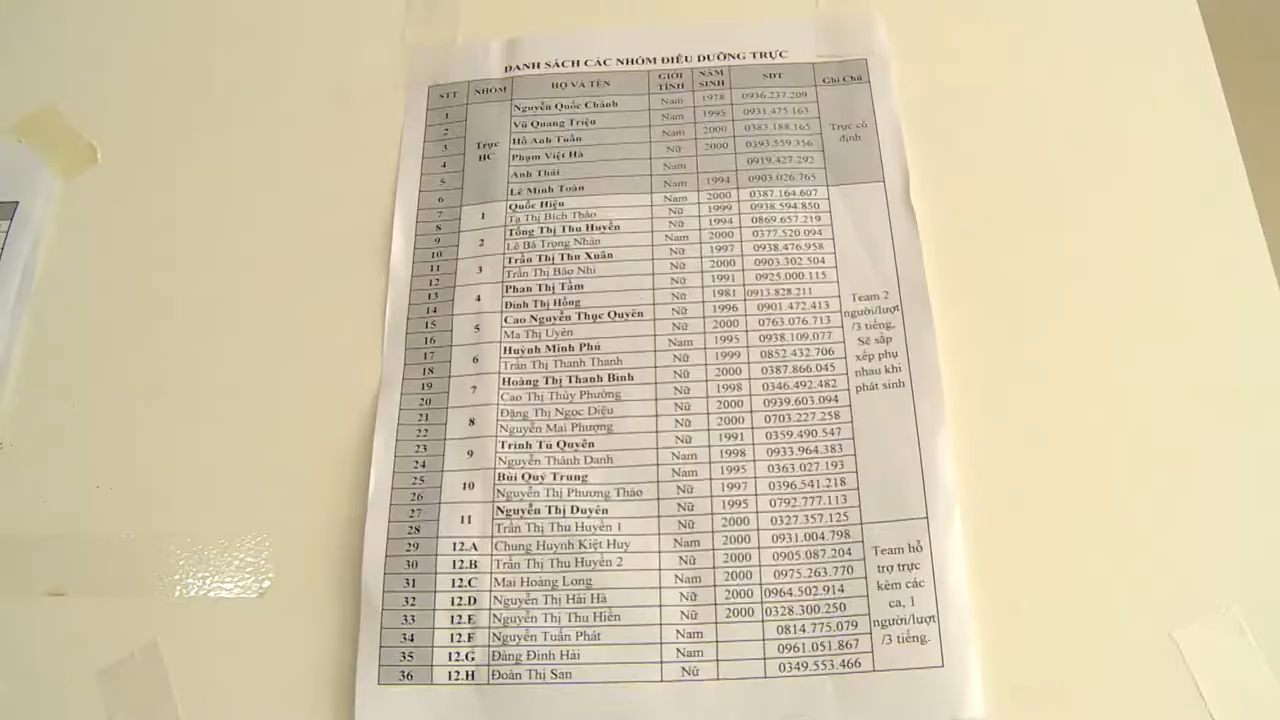 DANH SÁCH CÁC NHÓM ĐIỀU DƯỠNG TRỰC
STT NHÓM HỌ VÀ TÊN GIỚI TÍNH NĂM SINH SĐT Ghi Chú
1 Trực HC Nguyễn Quốc Chánh Nam 1978 0936.237.209 Trực cố định
2 Vũ Quang Triệu Nam 1995 0931.475.163
3 Hồ Anh Tuấn Nam 2000 0383.188.165
4 Phạm Việt Hà Nữ 2000 0393.559.356
5 Anh Thái Nam 0919.427.292
6 Lê Minh Toàn Nam 1994 0903.026.765
7 1 Quốc Hiệu Nam 2000 0387.164.607 Team 2 người/lượt /3 tiếng, Sẽ sắp xếp phụ nhau khi phát sinh
8 Tạ Thị Bích Thảo Nữ 1999 0938.594.850
9 2 Tống Thị Thu Huyền Nữ 1994 0869.657.219
10 Lê Bá Trọng Nhân Nam 2000 0377.520.094
11 3 Trần Thị Thu Xuân Nữ 1997 0938.476.958
12 Trần Thị Bảo Nhi Nữ 2000 0903.302.504
13 4 Phan Thị Tầm Nữ 1991 0925.000.115
14 Đinh Thị Hồng Nữ 1981 0913.828.211
15 5 Cao Nguyễn Thục Quyên Nữ 1996 0901.472.413
16 Ma Thị Uyên Nữ 2000 0763.076.713
17 6 Huỳnh Minh Phú Nam 1995 0938.109.077
18 Trần Thị Thanh Thanh Nữ 1999 0852.432.706
19 7 Hoàng Thị Thanh Bình Nữ 2000 0387.866.045
20 Cao Thị Thúy Phường Nữ 1998 0346.492.482
21 8 Đặng Thị Ngọc Diệu Nữ 2000 0939.603.094
22 Nguyễn Mai Phượng Nữ 2000 0703.227.258
23 9 Trinh Tú Quyên Nữ 1991 0359.490.547
24 Nguyễn Thành Danh Nam 1998 0933.964.383
25 10 Bùi Quý Trung Nam 1995 0363.027.193
26 Nguyễn Thị Phương Thảo Nữ 1997 0396.541.218
27 11 Nguyễn Thị Duyên Nữ 1995 0792.777.113
28 Trần Thị Thu Huyền 1 Nữ 2000 0327.357.125
29 12.A Chung Huynh Kiệt Huy Nam 2000 0931.004.798 Team hỗ trợ trực kèm các ca, 1 người/lượt /3 tiếng.
30 12.B Trần Thị Thu Huyền 2 Nữ 2000 0905.087.204
31 12.C Mai Hoàng Long Nam 2000 0975.263.770
32 12.D Nguyễn Thị Hải Hà Nữ 2000 0964.502.914
33 12.E Nguyễn Thị Thu Hiền Nữ 2000 0328.300.250
34 12.F Nguyễn Tuấn Phát Nam 0814.775.079
35 12.G Đặng Đình Hải Nam 0961.051.867
36 12.H Đoàn Thị San Nữ 0349.553.466